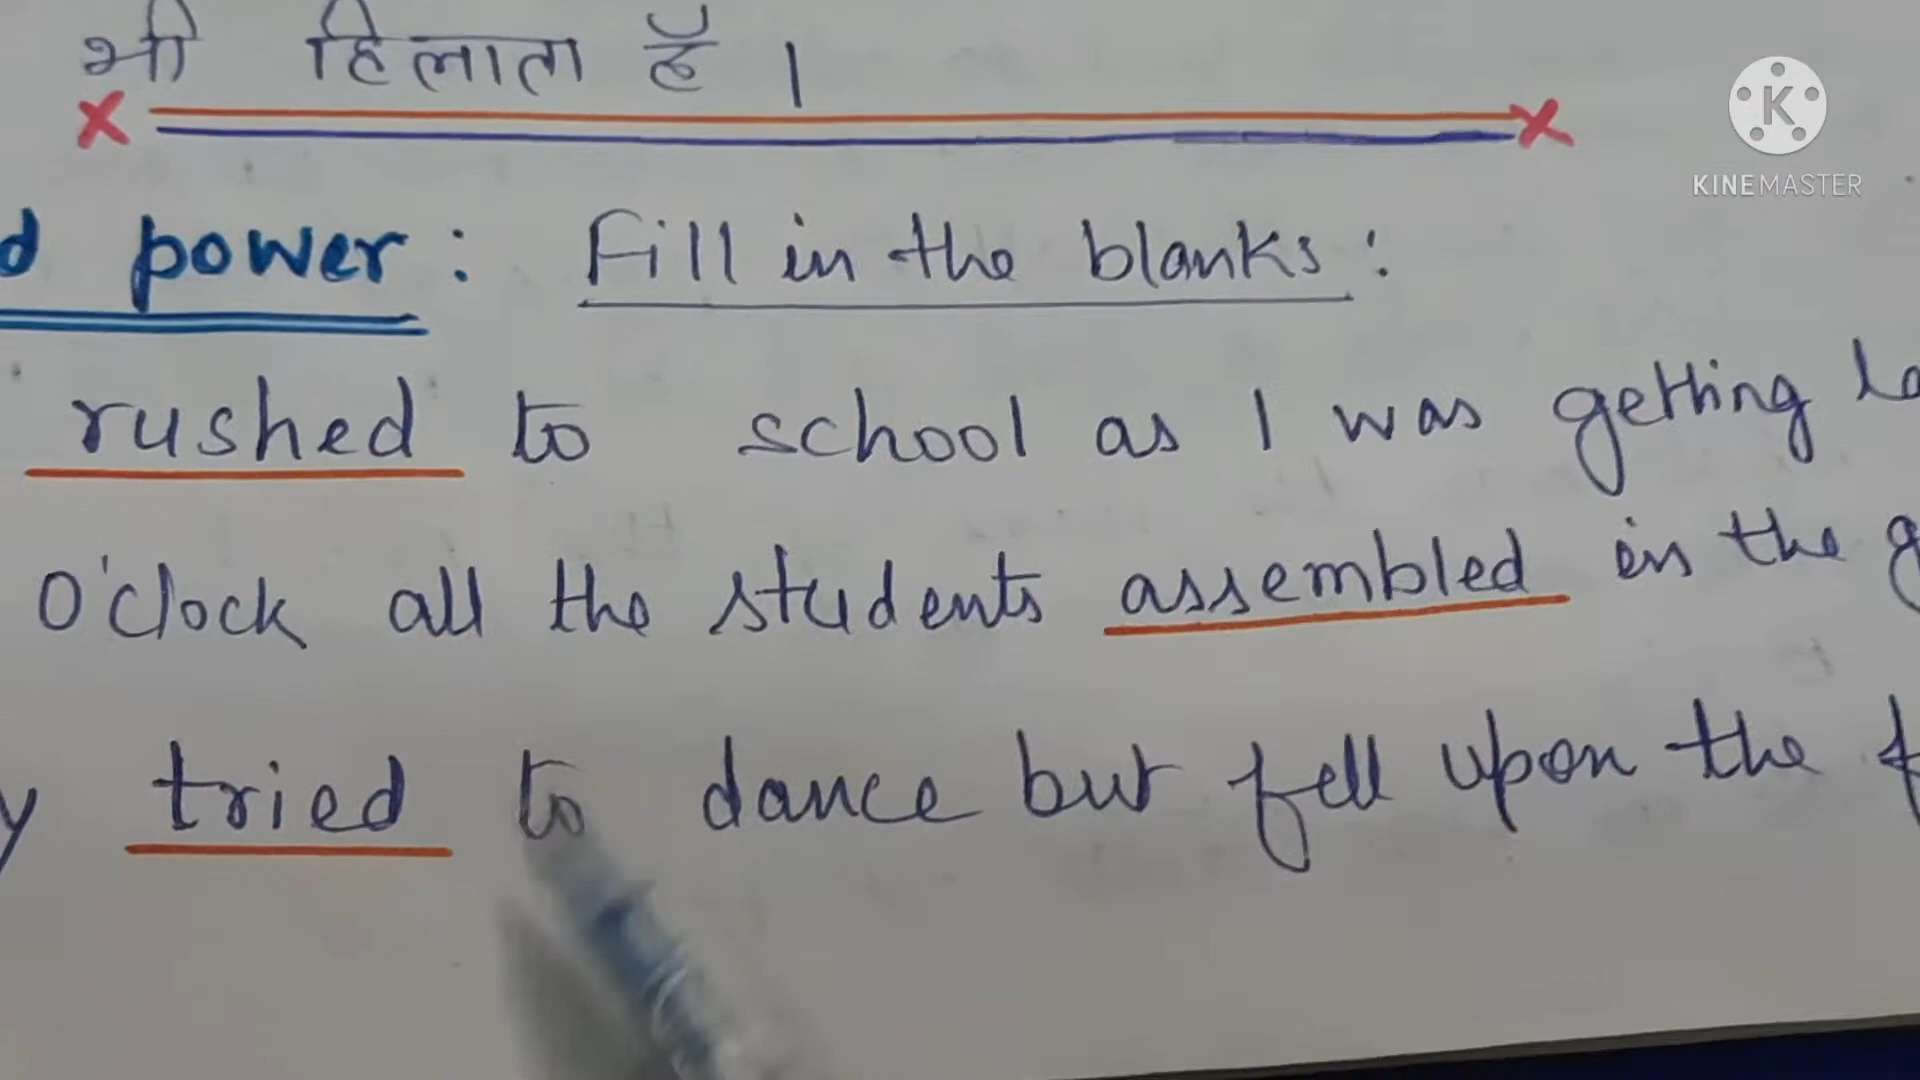 भी हिलाता है ।
KINEMASTER
d power: Fill in the blanks:
rushed to school as I was getting
O'clock all the students assembled in the
y tried to dance but fell upon the